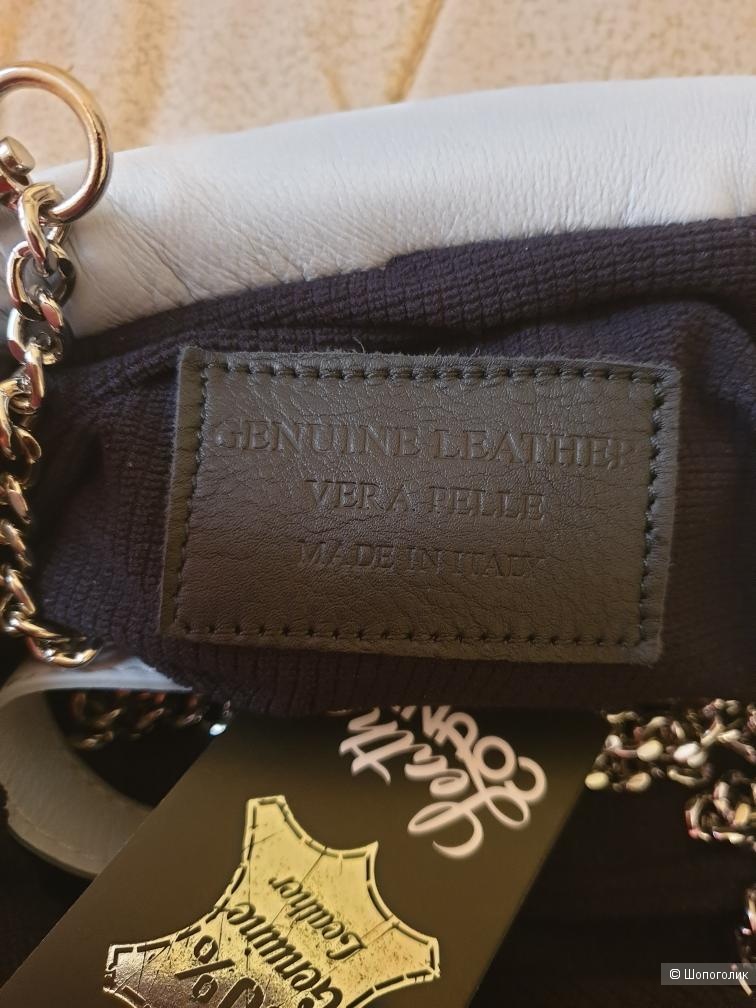 GENUINE LEATHER
VERA PELLE
MADE IN ITALY
Genuine
Leather
© Шопоголик